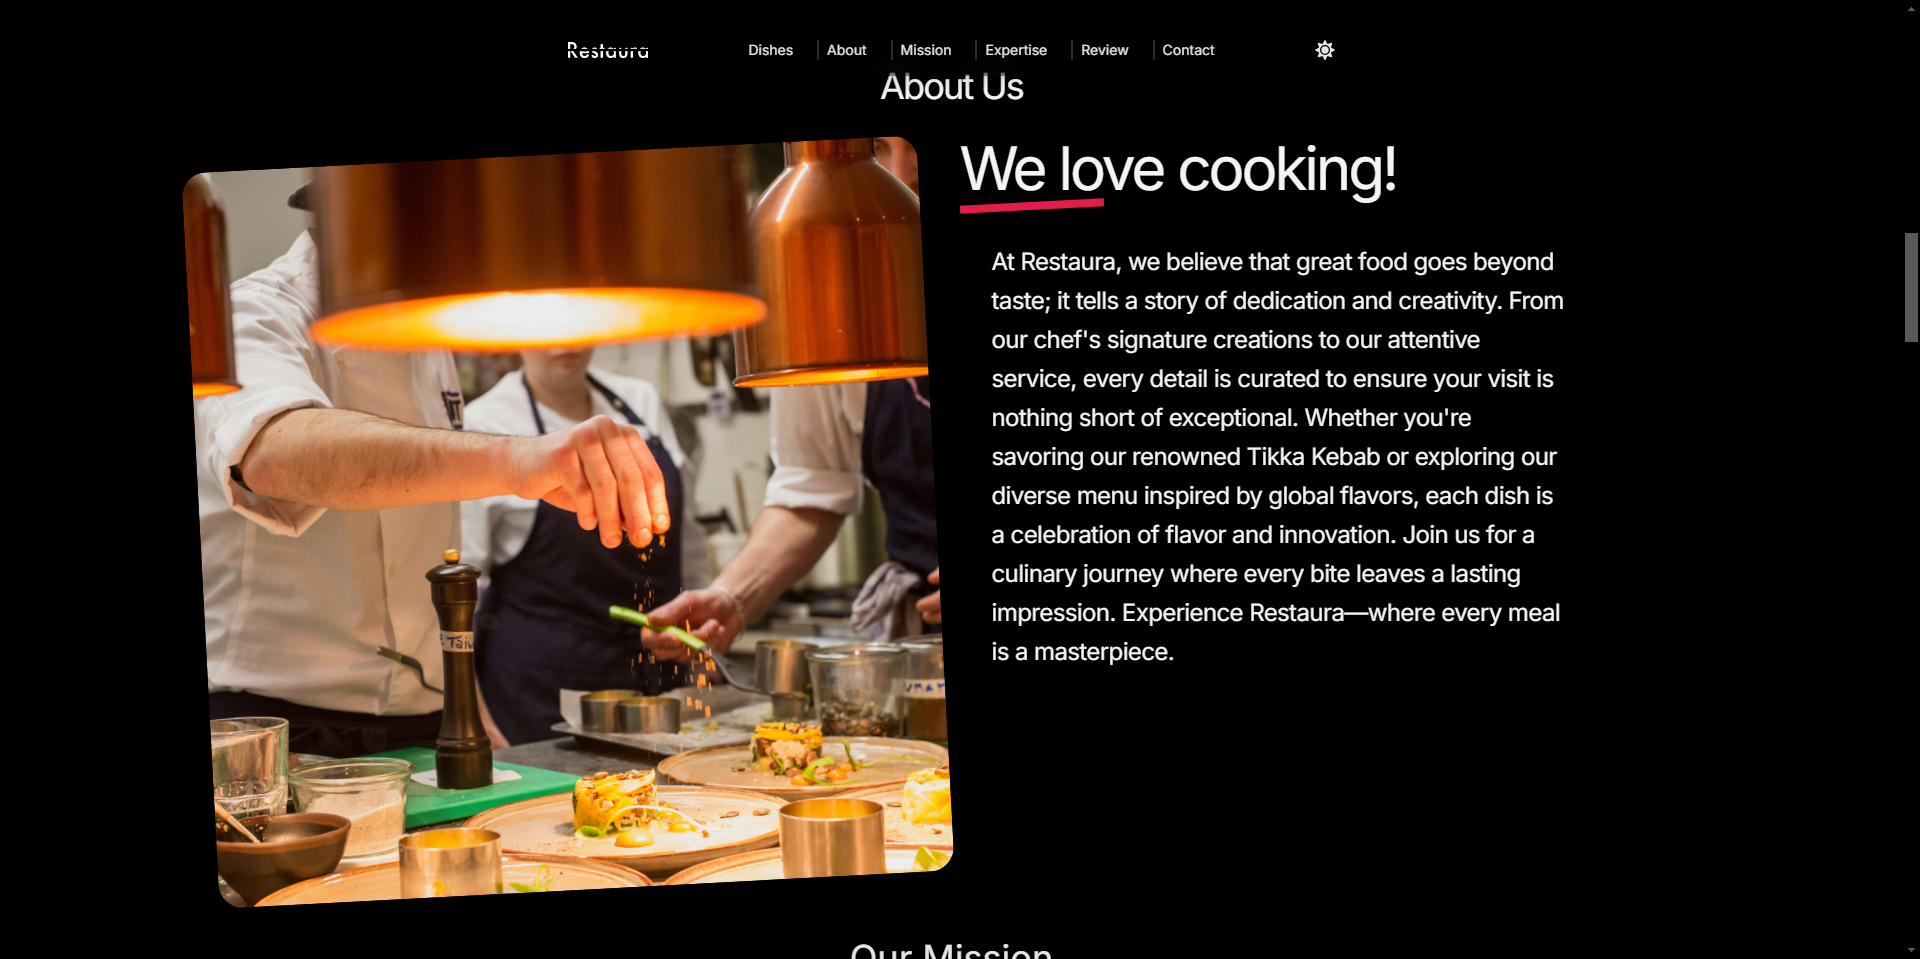 Restaura
Dishes
About
Mission
Expertise
Review
Contact
About Us
We love cooking!
At Restaura, we believe that great food goes beyond
taste; it tells a story of dedication and creativity. From
our chef's signature creations to our attentive
service, every detail is curated to ensure your visit is
nothing short of exceptional. Whether you're
savoring our renowned Tikka Kebab or exploring our
diverse menu inspired by global flavors, each dish is
a celebration of flavor and innovation. Join us for a
culinary journey where every bite leaves a lasting
impression. Experience Restaura—where every meal
is a masterpiece.
Our Mission